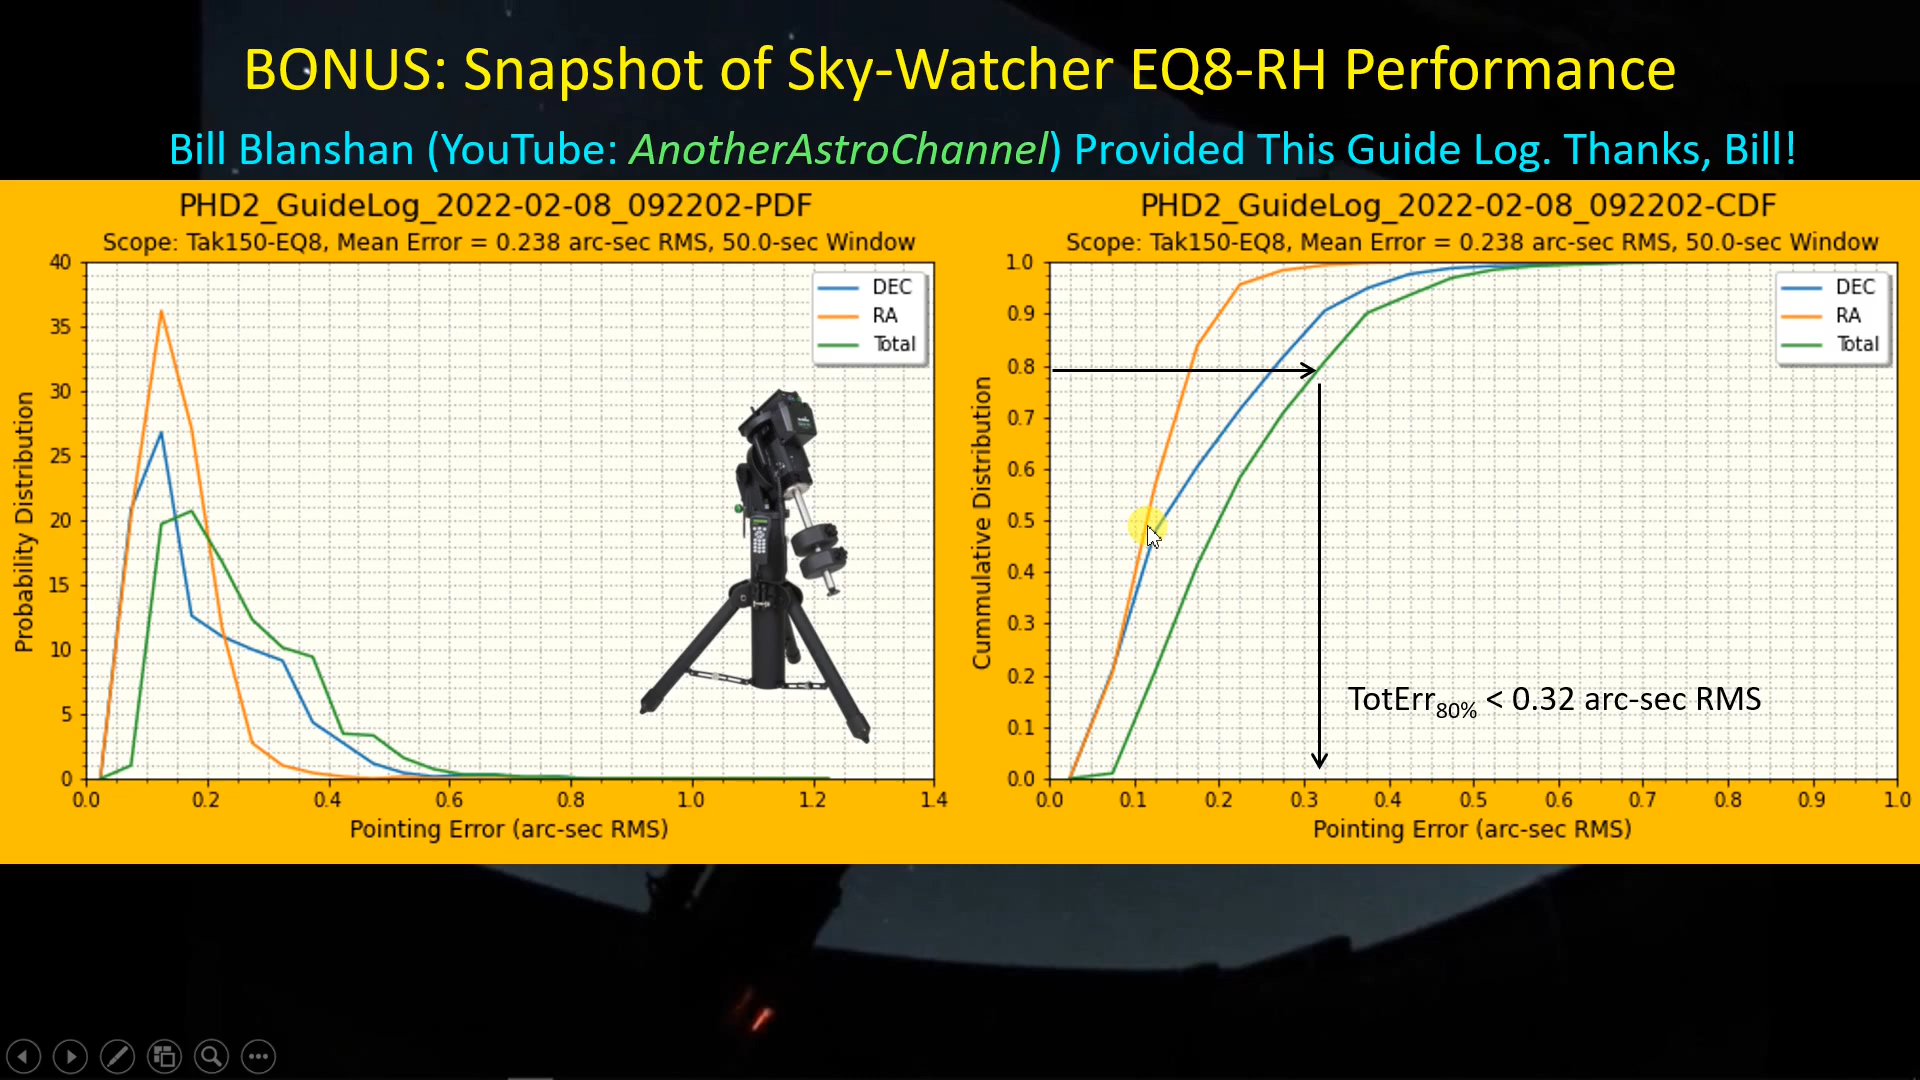 BONUS: Snapshot of Sky-Watcher EQ8-RH Performance
Bill Blanshan (YouTube: AnotherAstroChannel) Provided This Guide Log. Thanks, Bill!
PHD2_GuideLog_2022-02-08_092202-PDF
Scope: Tak150-EQ8, Mean Error = 0.238 arc-sec RMS, 50.0-sec Window
40
35
30
25
20
15
10
5
0
Probability Distribution
DEC
RA
Total
0.0 0.2 0.4 0.6 0.8 1.0 1.2 1.4
Pointing Error (arc-sec RMS)
PHD2_GuideLog_2022-02-08_092202-CDF
Scope: Tak150-EQ8, Mean Error = 0.238 arc-sec RMS, 50.0-sec Window
1.0
0.9
0.8
0.7
0.6
0.5
0.4
0.3
0.2
0.1
0.0
Cummulative Distribution
DEC
RA
Total
TotErr80% < 0.32 arc-sec RMS
0.0 0.1 0.2 0.3 0.4 0.5 0.6 0.7 0.8 0.9 1.0
Pointing Error (arc-sec RMS)